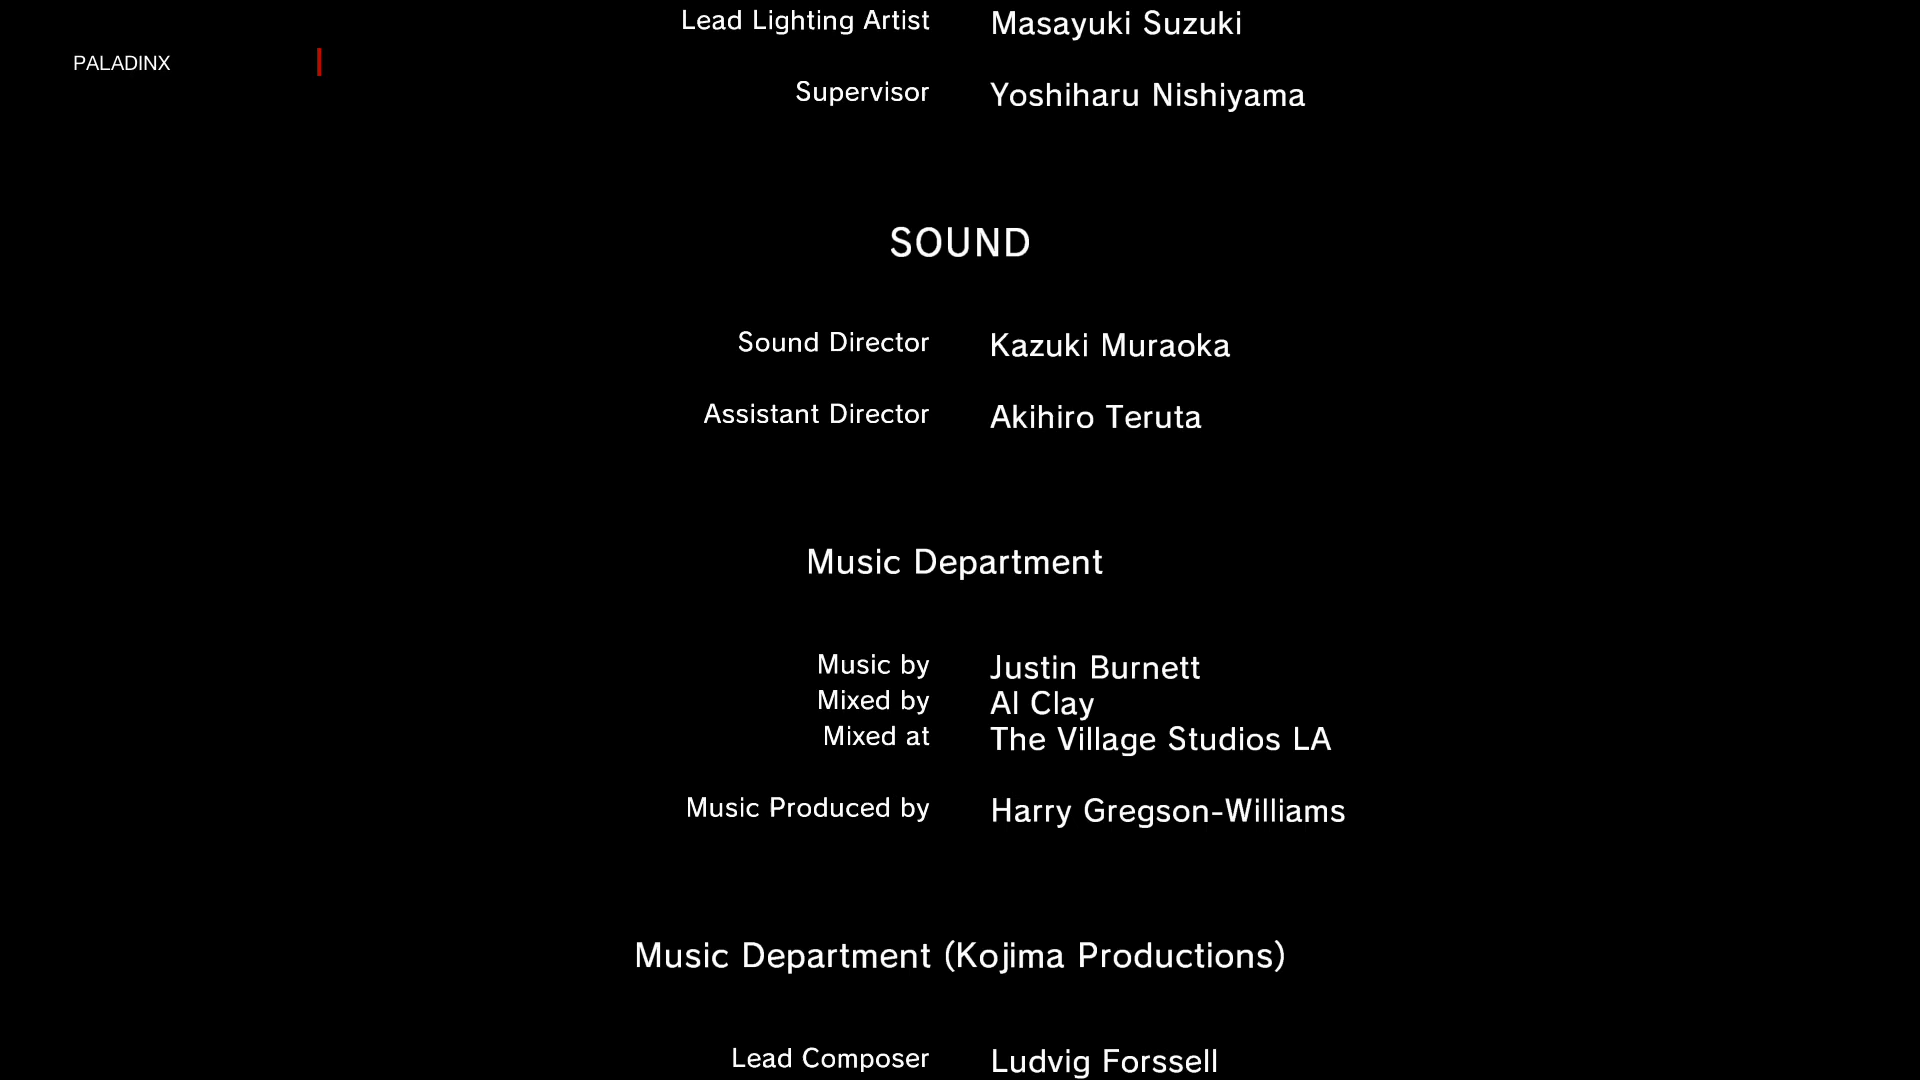 Lead Lighting Artist Masayuki Suzuki
PALADINX
Supervisor Yoshiharu Nishiyama
SOUND
Sound Director Kazuki Muraoka
Assistant Director Akihiro Teruta
Music Department
Music by Justin Burnett
Mixed by Al Clay
Mixed at The Village Studios LA
Music Produced by Harry Gregson-Williams
Music Department (Kojima Productions)
Lead Composer Ludvig Forssell